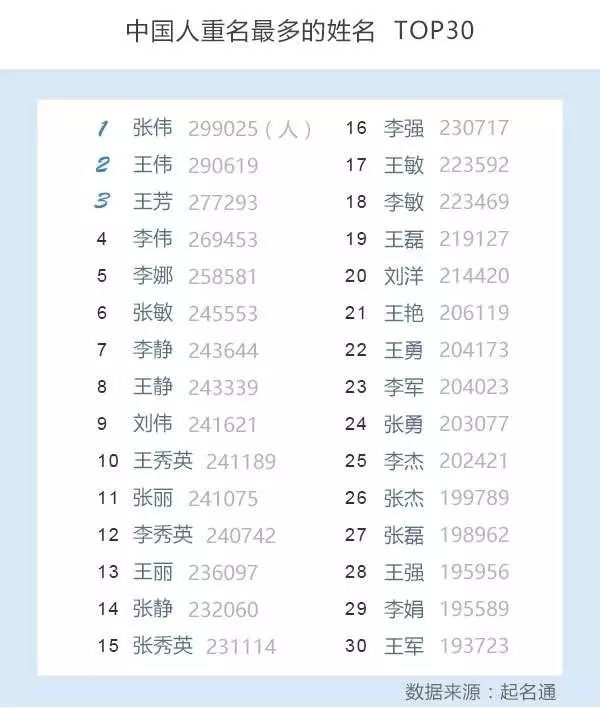 中国人重名最多的姓名 TOP30
1 张伟 299025（人）
2 王伟 290619
3 王芳 277293
4 李伟 269453
5 李娜 258581
6 张敏 245553
7 李静 243644
8 王静 243339
9 刘伟 241621
10 王秀英 241189
11 张丽 241075
12 李秀英 240742
13 王丽 236097
14 张静 232060
15 张秀英 231114
16 李强 230717
17 王敏 223592
18 李敏 223469
19 王磊 219127
20 刘洋 214420
21 王艳 206119
22 王勇 204173
23 李军 204023
24 张勇 203077
25 李杰 202421
26 张杰 199789
27 张磊 198962
28 王强 195956
29 李娟 195589
30 王军 193723
数据来源：起名通